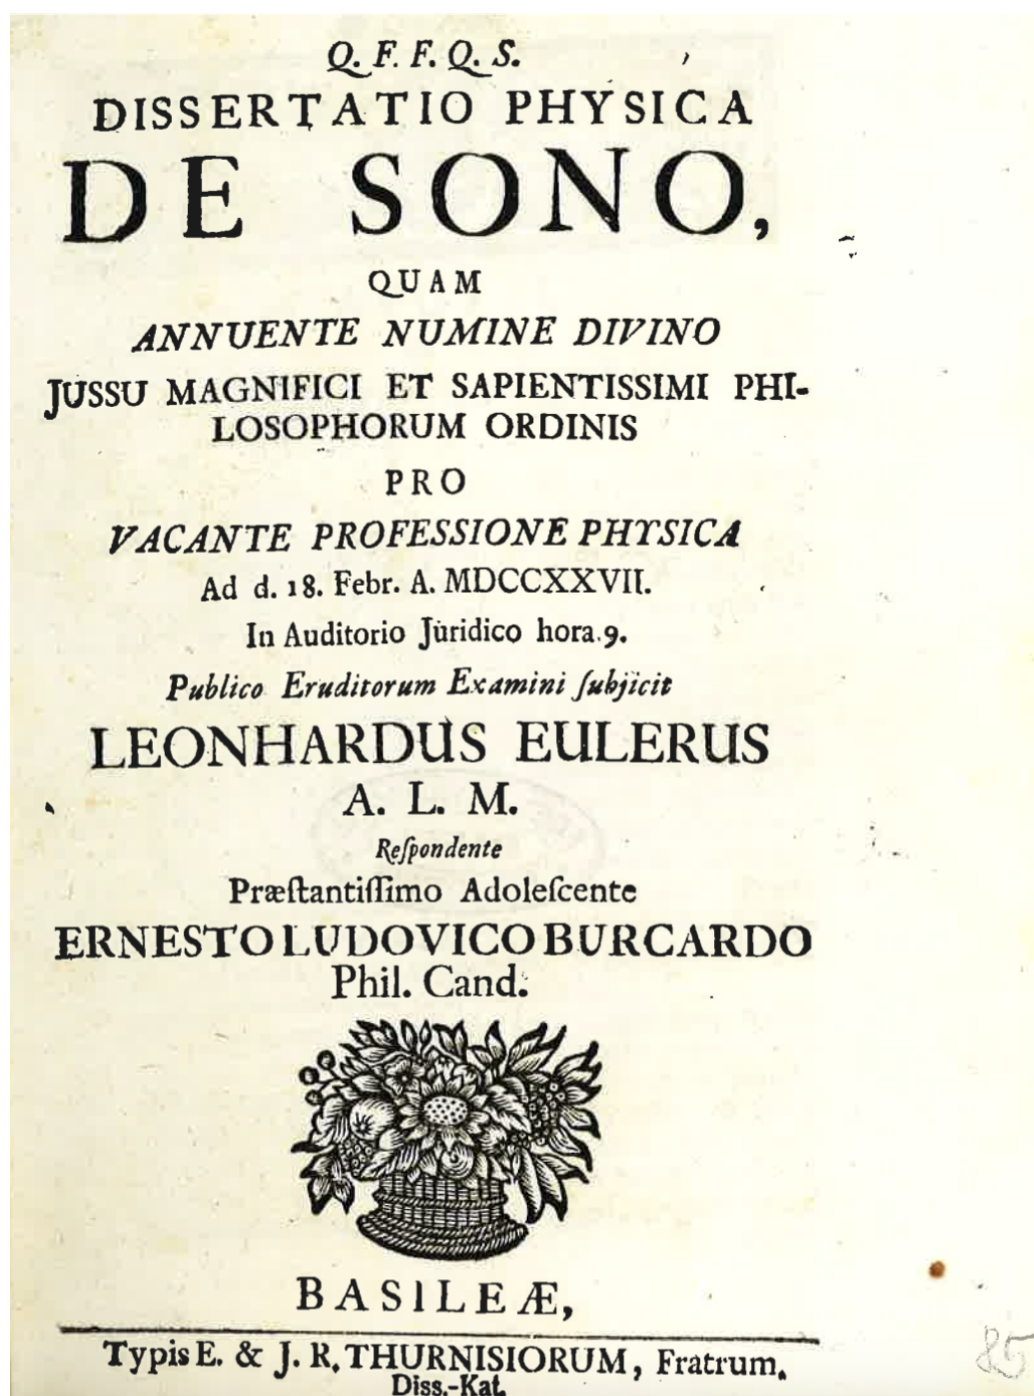 Q. F. F. Q. S.
DISSERTATIO PHYSICA
DE SONO,
QUAM
ANNUENTE NUMINE DIVINO
JUSSU MAGNIFICI ET SAPIENTISSIMI PHI-
LOSOPHORUM ORDINIS
PRO
VACANTE PROFESSIONE PHYSICA
Ad d. 18. Febr. A. MDCCXXVII.
In Auditorio Juridico hora 9.
Publico Eruditorum Examini ſubjicit
LEONHARDUS EULERUS
A. L. M.
Reſpondente
Præſtantiſſimo Adoleſcente
ERNESTO LUDOVICO BURCARDO
Phil. Cand.
BASILEÆ,
Typis E. & J. R. THURNISIORUM, Fratrum.
Diss.-Kat.
85